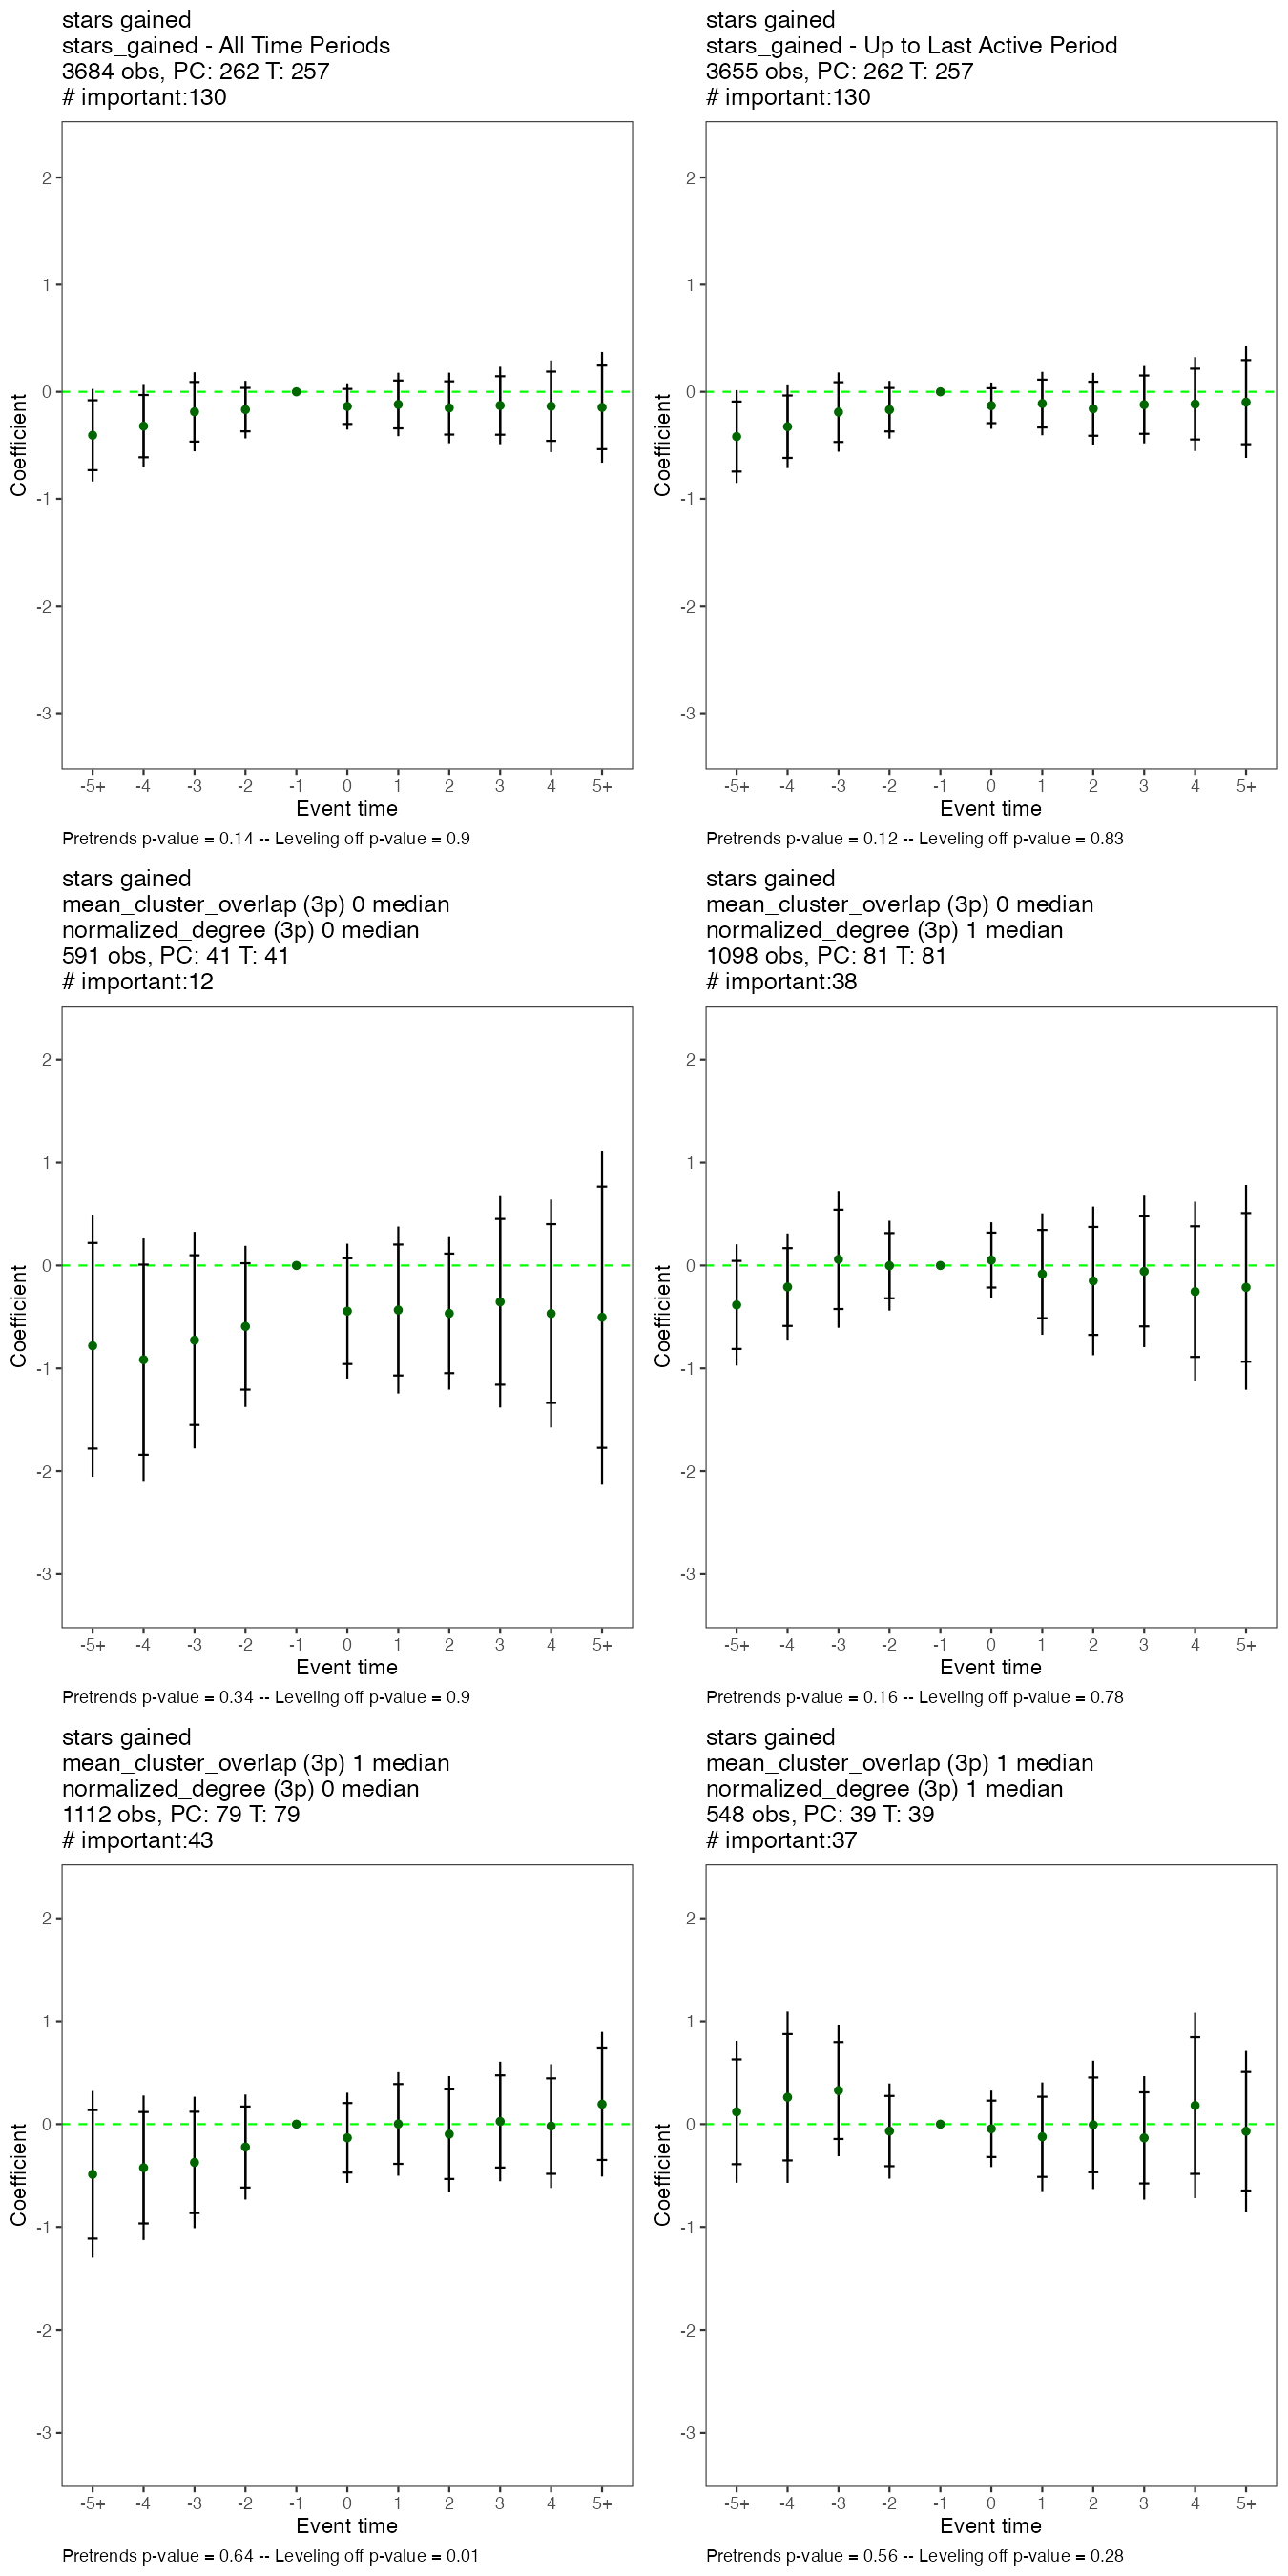 stars gained
stars_gained - All Time Periods
3684 obs, PC: 262 T: 257
# important:130
2
1
0
-1
-2
-3
Coefficient
-5+ -4 -3 -2 -1 0 1 2 3 4 5+
Event time
Pretrends p-value = 0.14 -- Leveling off p-value = 0.9
stars gained
stars_gained - Up to Last Active Period
3655 obs, PC: 262 T: 257
# important:130
2
1
0
-1
-2
-3
Coefficient
-5+ -4 -3 -2 -1 0 1 2 3 4 5+
Event time
Pretrends p-value = 0.12 -- Leveling off p-value = 0.83
stars gained
mean_cluster_overlap (3p) 0 median
normalized_degree (3p) 0 median
591 obs, PC: 41 T: 41
# important:12
2
1
0
-1
-2
-3
Coefficient
-5+ -4 -3 -2 -1 0 1 2 3 4 5+
Event time
Pretrends p-value = 0.34 -- Leveling off p-value = 0.9
stars gained
mean_cluster_overlap (3p) 0 median
normalized_degree (3p) 1 median
1098 obs, PC: 81 T: 81
# important:38
2
1
0
-1
-2
-3
Coefficient
-5+ -4 -3 -2 -1 0 1 2 3 4 5+
Event time
Pretrends p-value = 0.16 -- Leveling off p-value = 0.78
stars gained
mean_cluster_overlap (3p) 1 median
normalized_degree (3p) 0 median
1112 obs, PC: 79 T: 79
# important:43
2
1
0
-1
-2
-3
Coefficient
-5+ -4 -3 -2 -1 0 1 2 3 4 5+
Event time
Pretrends p-value = 0.64 -- Leveling off p-value = 0.01
stars gained
mean_cluster_overlap (3p) 1 median
normalized_degree (3p) 1 median
548 obs, PC: 39 T: 39
# important:37
2
1
0
-1
-2
-3
Coefficient
-5+ -4 -3 -2 -1 0 1 2 3 4 5+
Event time
Pretrends p-value = 0.56 -- Leveling off p-value = 0.28